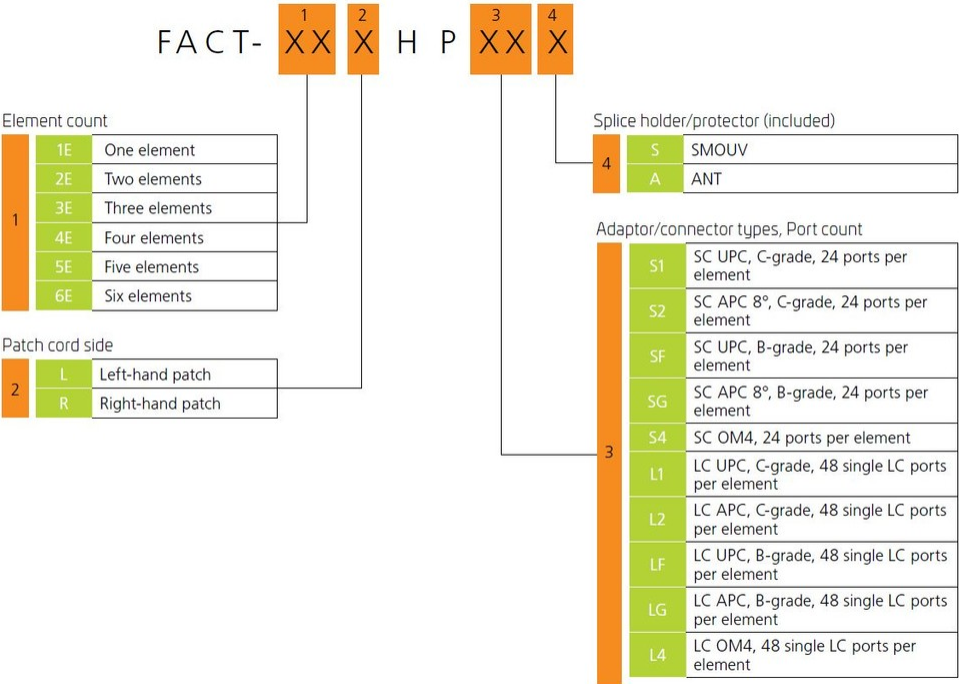 1 2 3 4
FACT- XX X H P XX X
Element count
1
1E One element
2E Two elements
3E Three elements
4E Four elements
5E Five elements
6E Six elements
Patch cord side
2
L Left-hand patch
R Right-hand patch
Splice holder/protector (included)
4
S SMOUV
A ANT
Adaptor/connector types, Port count
3
S1 SC UPC, C-grade, 24 ports per
element
S2 SC APC 8°, C-grade, 24 ports per
element
SF SC UPC, B-grade, 24 ports per
element
SG SC APC 8°, B-grade, 24 ports per
element
S4 SC OM4, 24 ports per element
L1 LC UPC, C-grade, 48 single LC ports
per element
L2 LC APC, C-grade, 48 single LC ports
per element
LF LC UPC, B-grade, 48 single LC ports
per element
LG LC APC, B-grade, 48 single LC ports
per element
L4 LC OM4, 48 single LC ports per
element